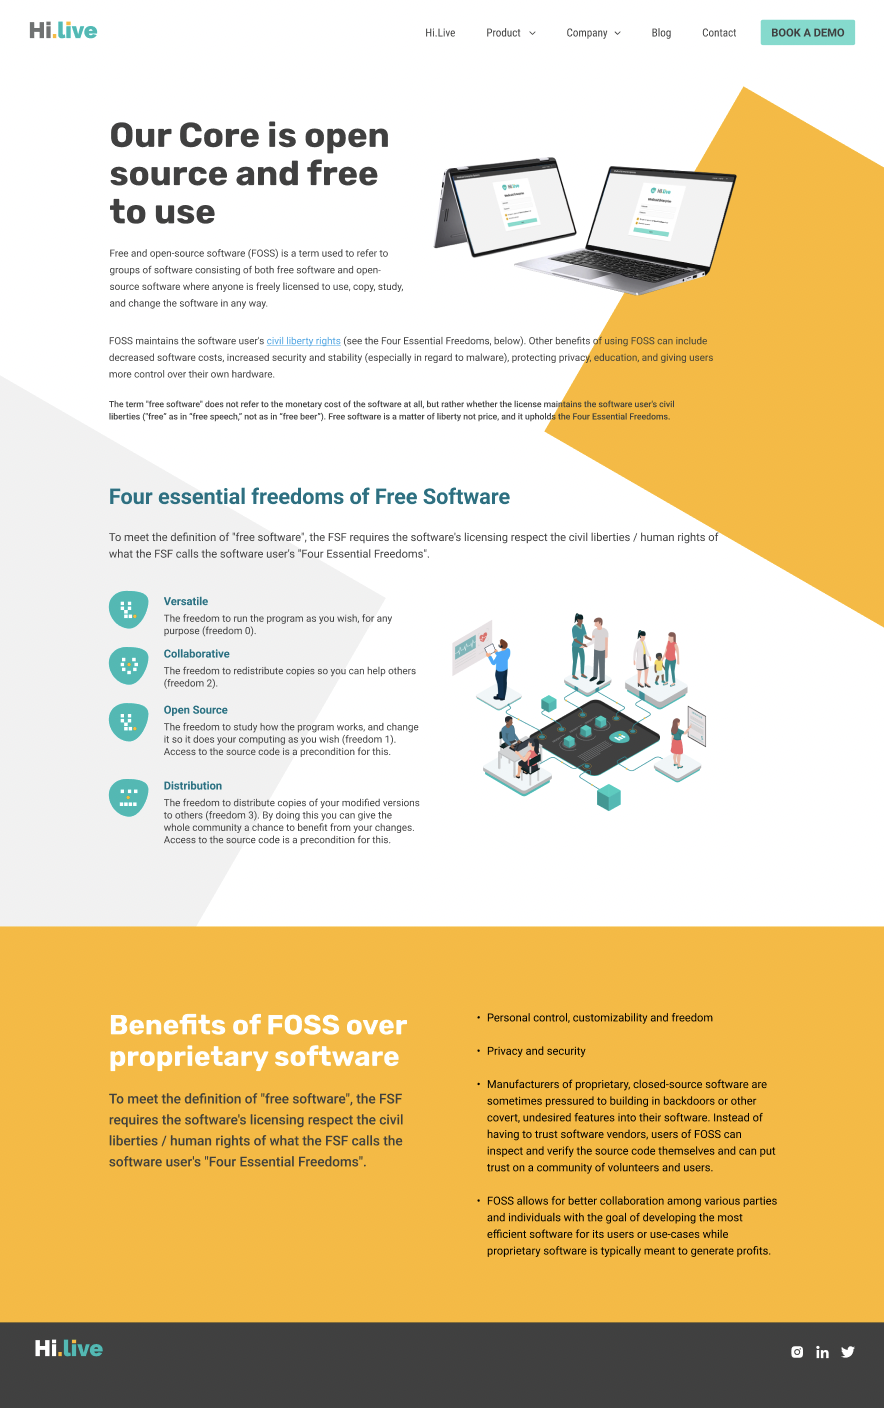 Hi.live
Hi.Live
Product
Company
Blog
Contact
BOOK A DEMO
Our Core is open
source and free
to use
Free and open-source software (FOSS) is a term used to refer to
groups of software consisting of both free software and open-
source software where anyone is freely licensed to use, copy, study,
and change the software in any way.
Hi.live
Hi.live
FOSS maintains the software user's civil liberty rights (see the Four Essential Freedoms, below). Other benefits of using FOSS can include
decreased software costs, increased security and stability (especially in regard to malware), protecting privacy, education, and giving users
more control over their own hardware.
The term "free software" does not refer to the monetary cost of the software at all, but rather whether the license maintains the software user's civil
liberties ("free" as in “free speech,” not as in “free beer”). Free software is a matter of liberty not price, and it upholds the Four Essential Freedoms.
Four essential freedoms of Free Software
To meet the definition of "free software", the FSF requires the software's licensing respect the civil liberties / human rights of
what the FSF calls the software user's "Four Essential Freedoms".
Versatile
The freedom to run the program as you wish, for any
purpose (freedom 0).
Collaborative
The freedom to redistribute copies so you can help others
(freedom 2).
Open Source
The freedom to study how the program works, and change
it so it does your computing as you wish (freedom 1).
Access to the source code is a precondition for this.
Distribution
The freedom to distribute copies of your modified versions
to others (freedom 3). By doing this you can give the
whole community a chance to benefit from your changes.
Access to the source code is a precondition for this.
Benefits of FOSS over
proprietary software
To meet the definition of "free software", the FSF
requires the software's licensing respect the civil
liberties / human rights of what the FSF calls the
software user's "Four Essential Freedoms".
• Personal control, customizability and freedom
• Privacy and security
• Manufacturers of proprietary, closed-source software are
sometimes pressured to building in backdoors or other
covert, undesired features into their software. Instead of
having to trust software vendors, users of FOSS can
inspect and verify the source code themselves and can put
trust on a community of volunteers and users.
• FOSS allows for better collaboration among various parties
and individuals with the goal of developing the most
efficient software for its users or use-cases while
proprietary software is typically meant to generate profits.
Hi.live